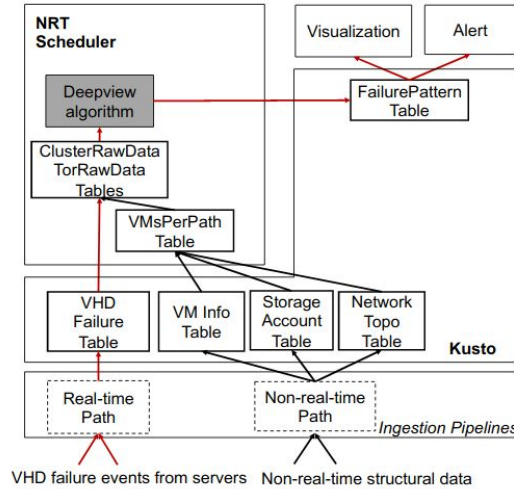 NRT
Scheduler
Visualization
Alert
Deepview
algorithm
FailurePattern
Table
ClusterRawData
TorRawData
Tables
VMsPerPath
Table
VHD
Failure
Table
VM Info
Table
Storage
Account
Table
Network
Topo
Table
Kusto
Real-time
Path
Non-real-time
Path
Ingestion Pipelines
VHD failure events from servers
Non-real-time structural data